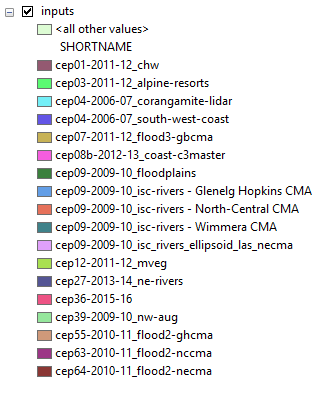 inputs
<all other values>
SHORTNAME
cep01-2011-12_chw
cep03-2011-12_alpine-resorts
cep04-2006-07_corangamite-lidar
cep04-2006-07_south-west-coast
cep07-2011-12_flood3-gbcma
cep08b-2012-13_coast-c3master
cep09-2009-10_floodplains
cep09-2009-10_isc-rivers - Glenelg Hopkins CMA
cep09-2009-10_isc-rivers - North-Central CMA
cep09-2009-10_isc-rivers - Wimmera CMA
cep09-2009-10_isc_rivers_ellipsoid_las_necma
cep12-2011-12_mveg
cep27-2013-14_ne-rivers
cep36-2015-16
cep39-2009-10_nw-aug
cep55-2010-11_flood2-ghcma
cep63-2010-11_flood2-nccma
cep64-2010-11_flood2-necma